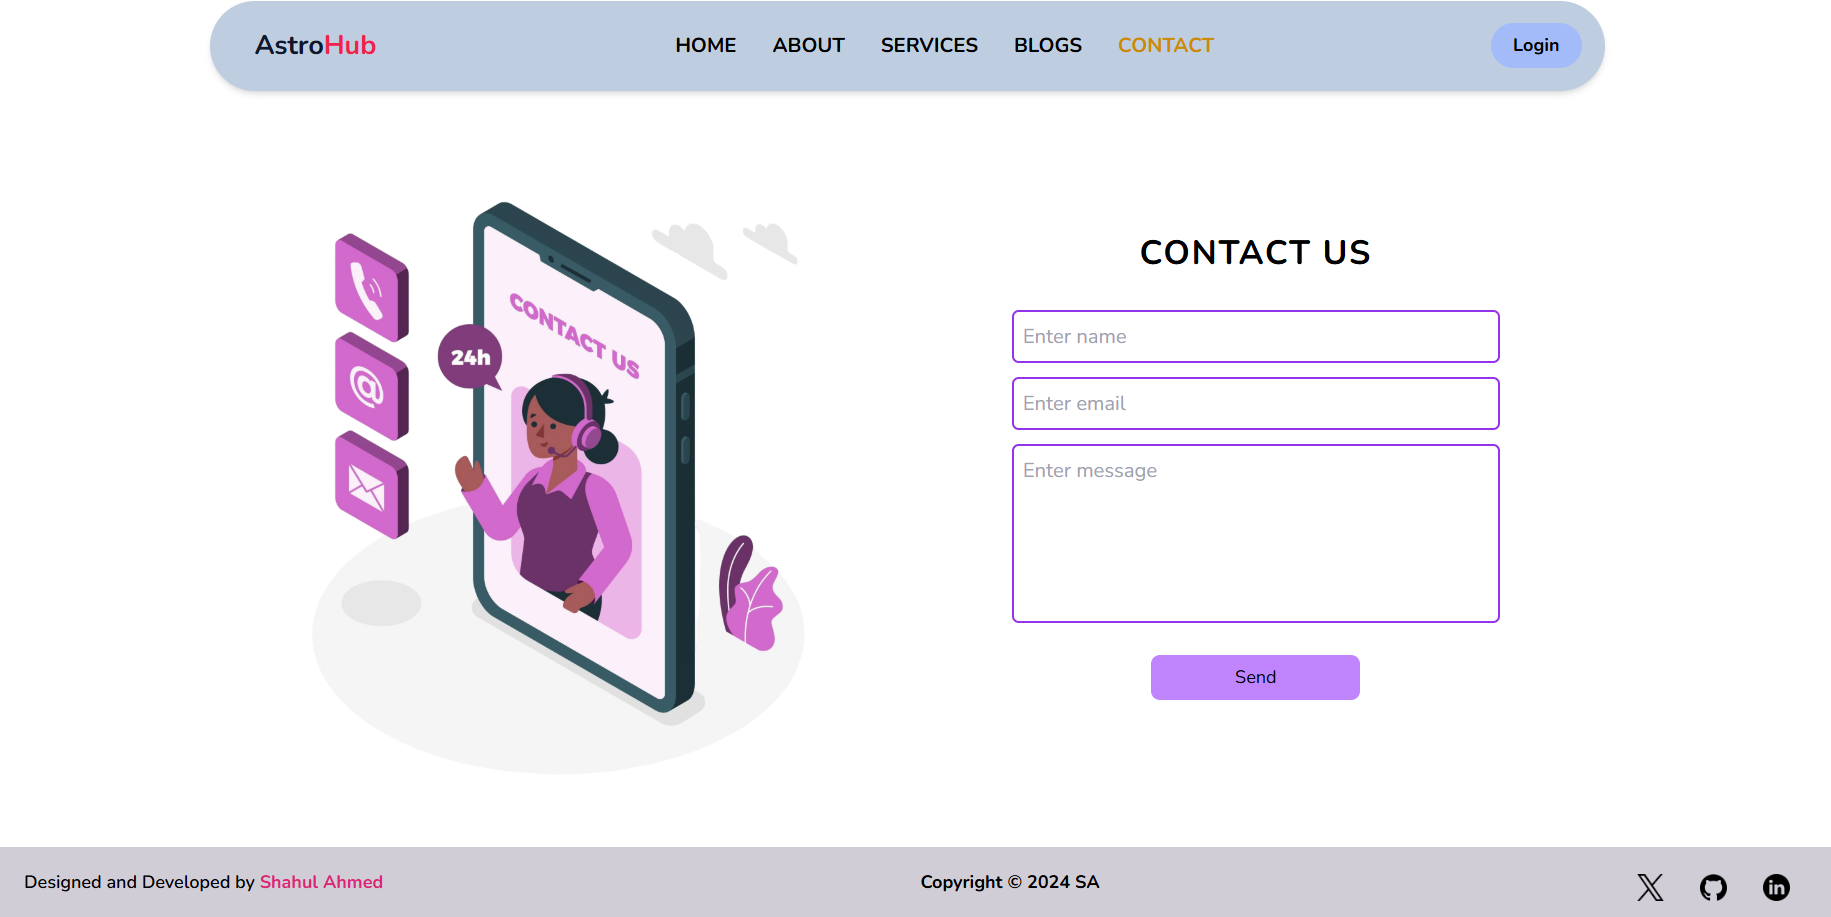 AstroHub
HOME ABOUT SERVICES BLOGS CONTACT
Login
CONTACT US
24h
CONTACT US
Enter name
Enter email
Enter message
Send
Designed and Developed by Shahul Ahmed
Copyright © 2024 SA